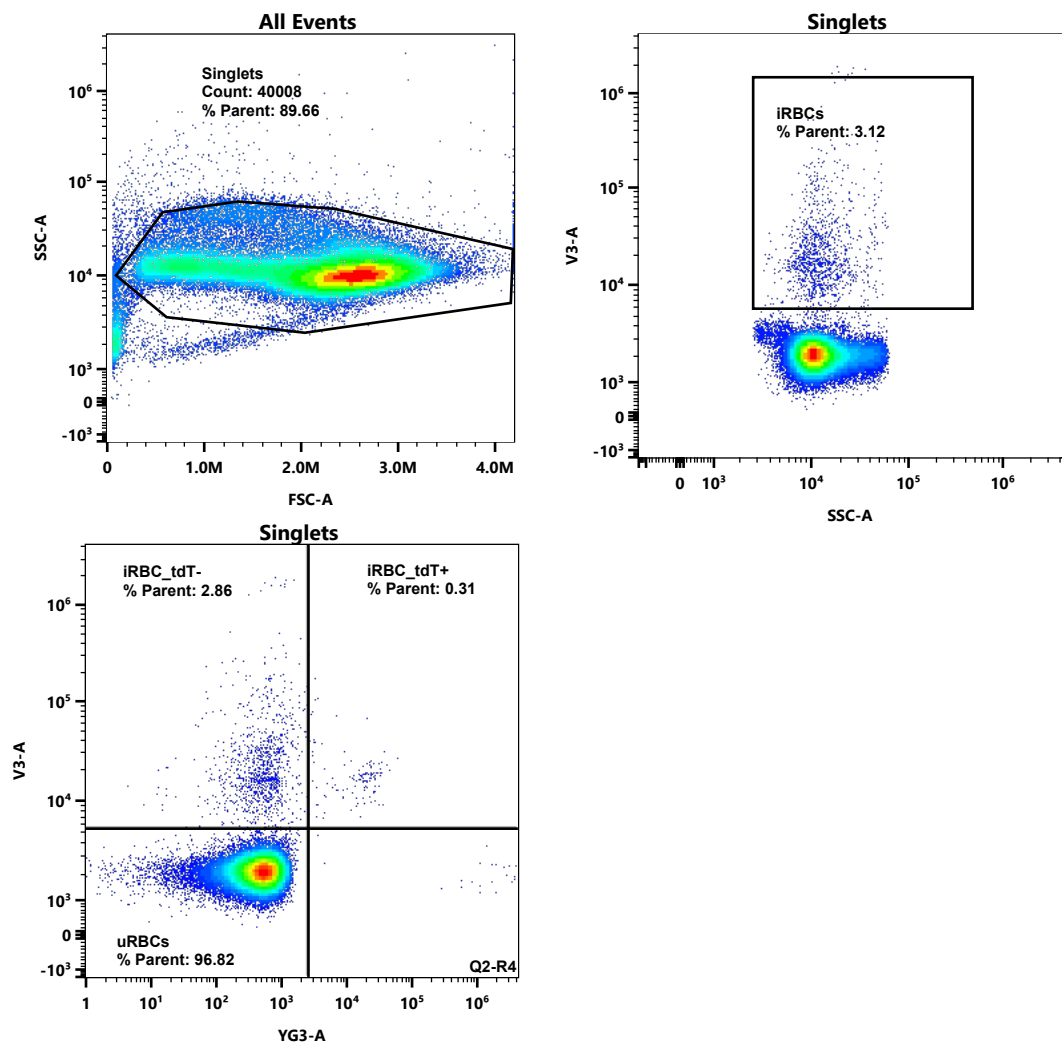 All Events
Singlets
Count: 40008
% Parent: 89.66
10⁶
10⁵
10⁴
10³
0
-10³
SSC-A
0
1.0M
2.0M
3.0M
4.0M
FSC-A
Singlets
iRBCs
% Parent: 3.12
10⁶
10⁵
10⁴
10³
0
-10³
V3-A
0
10³
10⁴
10⁵
10⁶
SSC-A
Singlets
iRBC_tdT-
% Parent: 2.86
iRBC_tdT+
% Parent: 0.31
10⁶
10⁵
10⁴
10³
0
-10³
V3-A
uRBCs
% Parent: 96.82
Q2-R4
1
10¹
10²
10³
10⁴
10⁵
10⁶
YG3-A